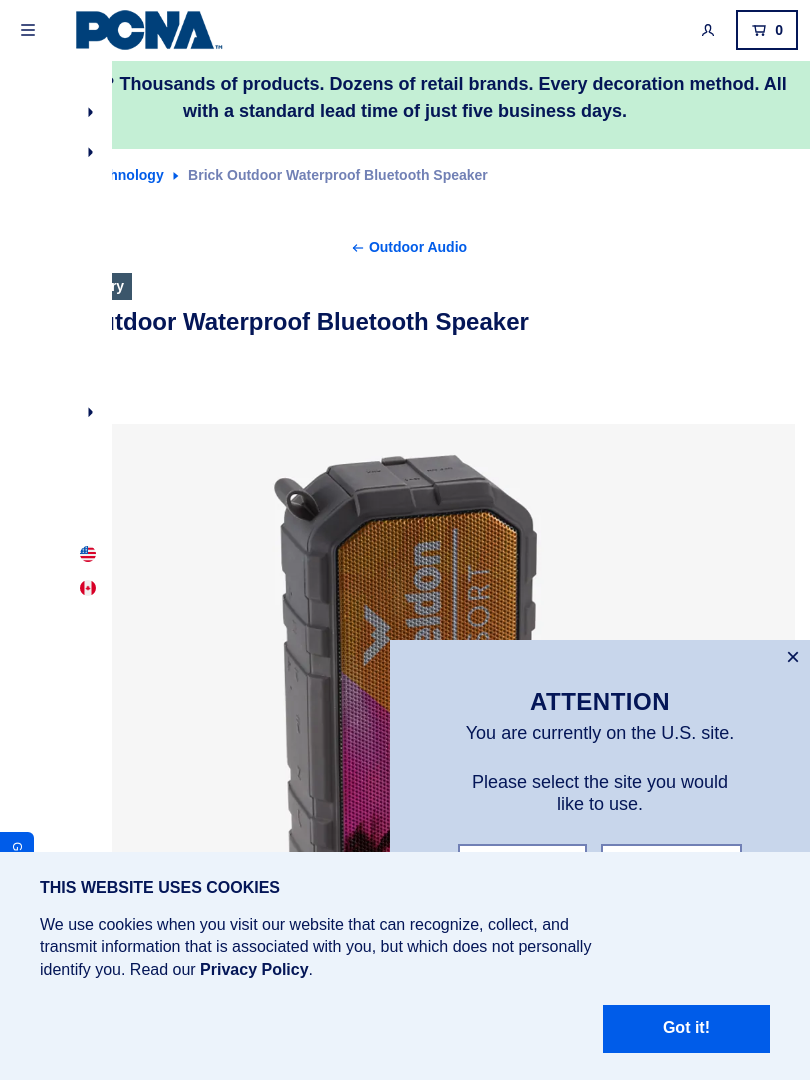 PCNA™
0
? Thousands of products. Dozens of retail brands. Every decoration method. All
with a standard lead time of just five business days.
hnology
Brick Outdoor Waterproof Bluetooth Speaker
Outdoor Audio
ry
utdoor Waterproof Bluetooth Speaker
eldon
SORT
ATTENTION
You are currently on the U.S. site.
Please select the site you would
like to use.
G
THIS WEBSITE USES COOKIES
We use cookies when you visit our website that can recognize, collect, and
transmit information that is associated with you, but which does not personally
identify you. Read our Privacy Policy.
Got it!